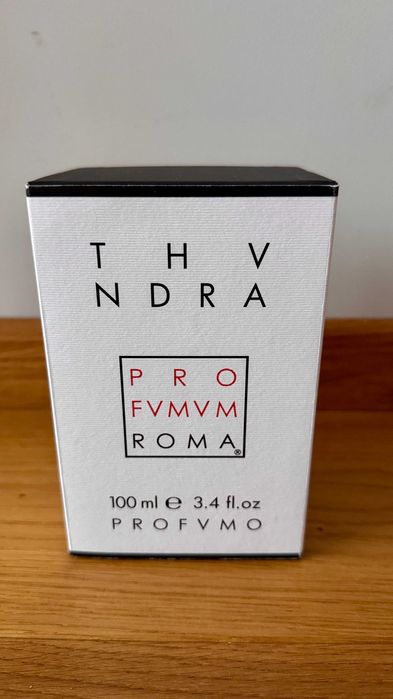 THV
NDRA
PRO
FVMVM
ROMA®
100 ml ℮ 3.4 fl.oz
PROFVMO